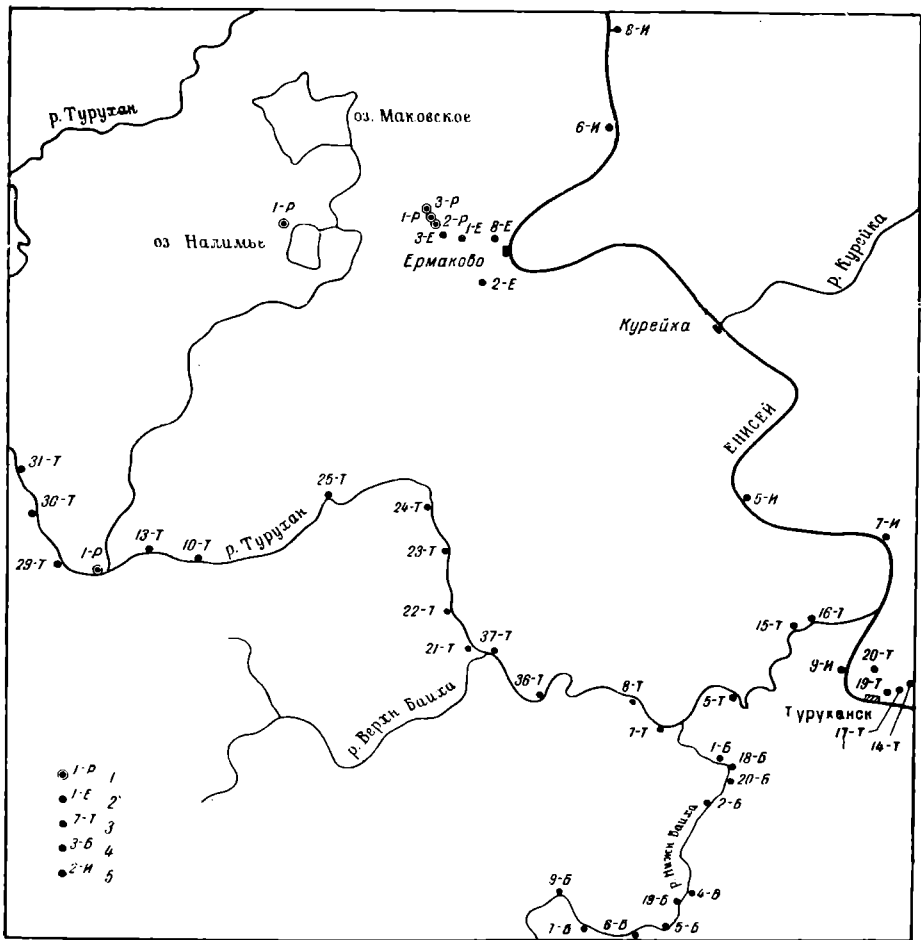 8-И
р. Турухан
оз. Маковское
6-И
3-Р
1-Р
1-Р
2-Р
1-Е
8-Е
3-Е
оз Налимье
Ермаково
р. Курейка
2-Е
Курейка
ЕНИСЕЙ
31-Т
25-Т
5-И
30-Т
24-Т
7-И
13-Т
10-Т
р. Турухан
23-Т
29-Т
1-Р
22-Т
15-Т
16-Т
21-Т
37-Т
9-И
20-Т
36-Т
8-Т
5-Т
19-Т
р. Верхн Баиха
Туруханск
7-Т
17-Т
14-Т
1-Б
18-Б
1-Р 1
20-Б
1-Е 2
2-Б
7-Т 3
3-Б 4
р. Нижн Баиха
2-И 5
9-Б
19-Б
4-В
7-В
6-В
5-Б